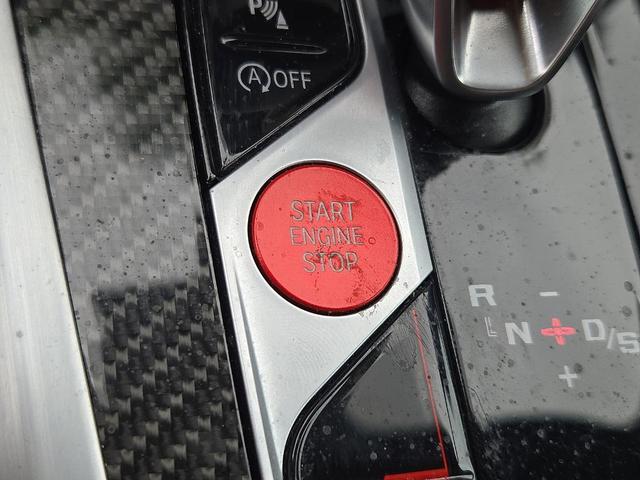 P
A OFF
START
ENGINE
STOP
R -
N + D/S
+